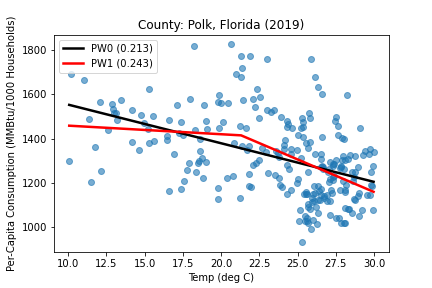 County: Polk, Florida (2019)
PW0 (0.213)
PW1 (0.243)
Per-Capita Consumption (MMBtu/1000 Households)
1800
1600
1400
1200
1000
10.0 12.5 15.0 17.5 20.0 22.5 25.0 27.5 30.0
Temp (deg C)